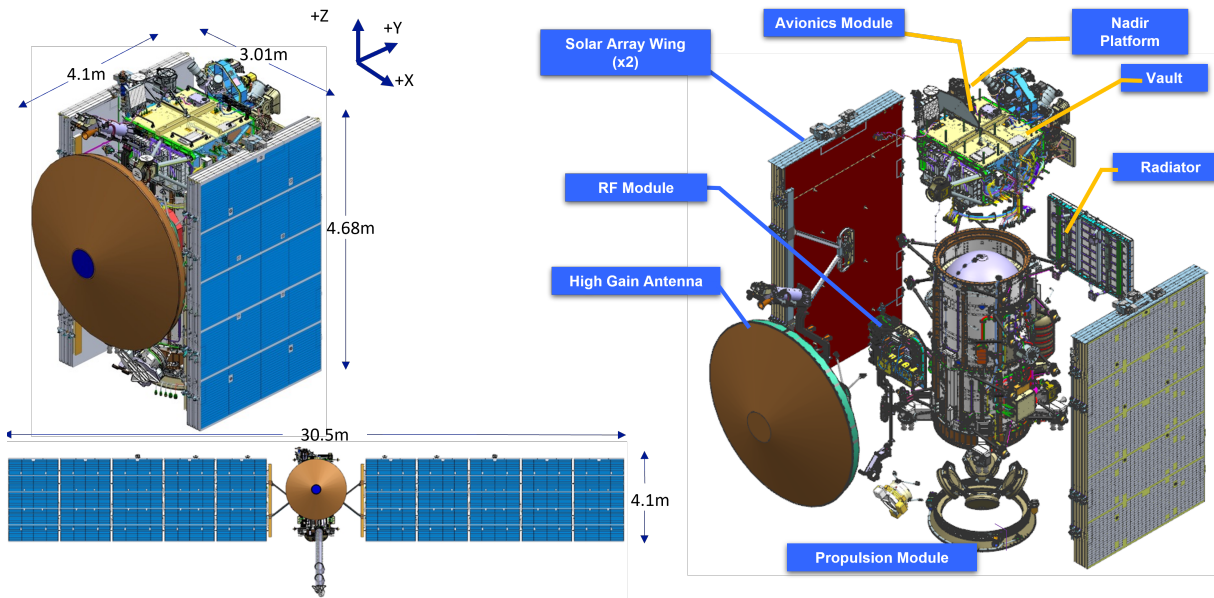 +Z
+Y
+X
4.1m
3.01m
4.68m
30.5m
4.1m
Solar Array Wing
(x2)
Avionics Module
Nadir
Platform
Vault
RF Module
Radiator
High Gain Antenna
Propulsion Module